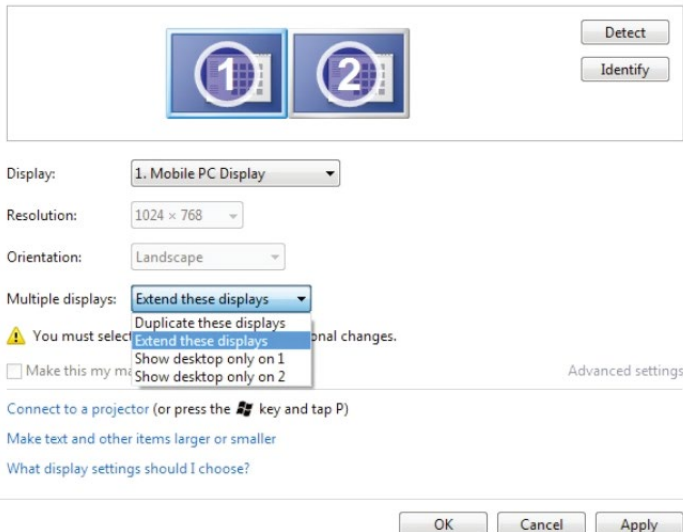 1
2
Detect
Identify
Display: 1. Mobile PC Display
Resolution: 1024 × 768
Orientation: Landscape
Multiple displays: Extend these displays
Duplicate these displays
Extend these displays
Show desktop only on 1
Show desktop only on 2
You must select onal changes.
Make this my ma
Advanced settings
Connect to a projector (or press the key and tap P)
Make text and other items larger or smaller
What display settings should I choose?
OK Cancel Apply